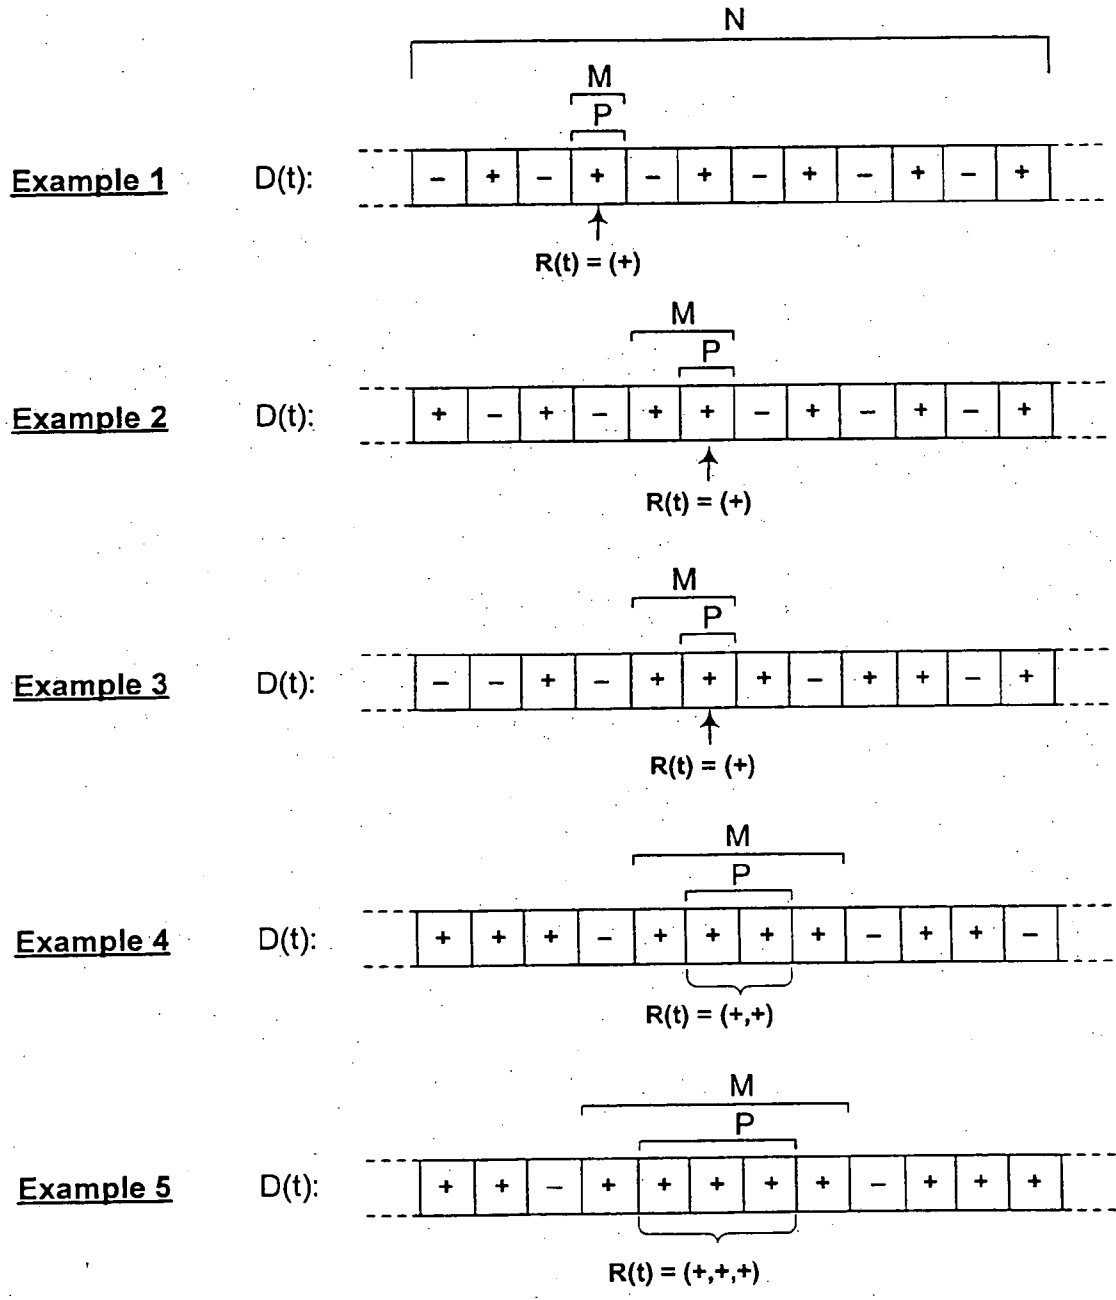 N
M
P
Example 1 D(t): – + – + – + – + – + – +
R(t) = (+)
M
P
Example 2 D(t): + – + – + + – + – + – +
R(t) = (+)
M
P
Example 3 D(t): – – + – + + + – + + – +
R(t) = (+)
M
P
Example 4 D(t): + + + – + + + + – + + –
R(t) = (+,+)
M
P
Example 5 D(t): + + – + + + + + – + + +
R(t) = (+,+,+)